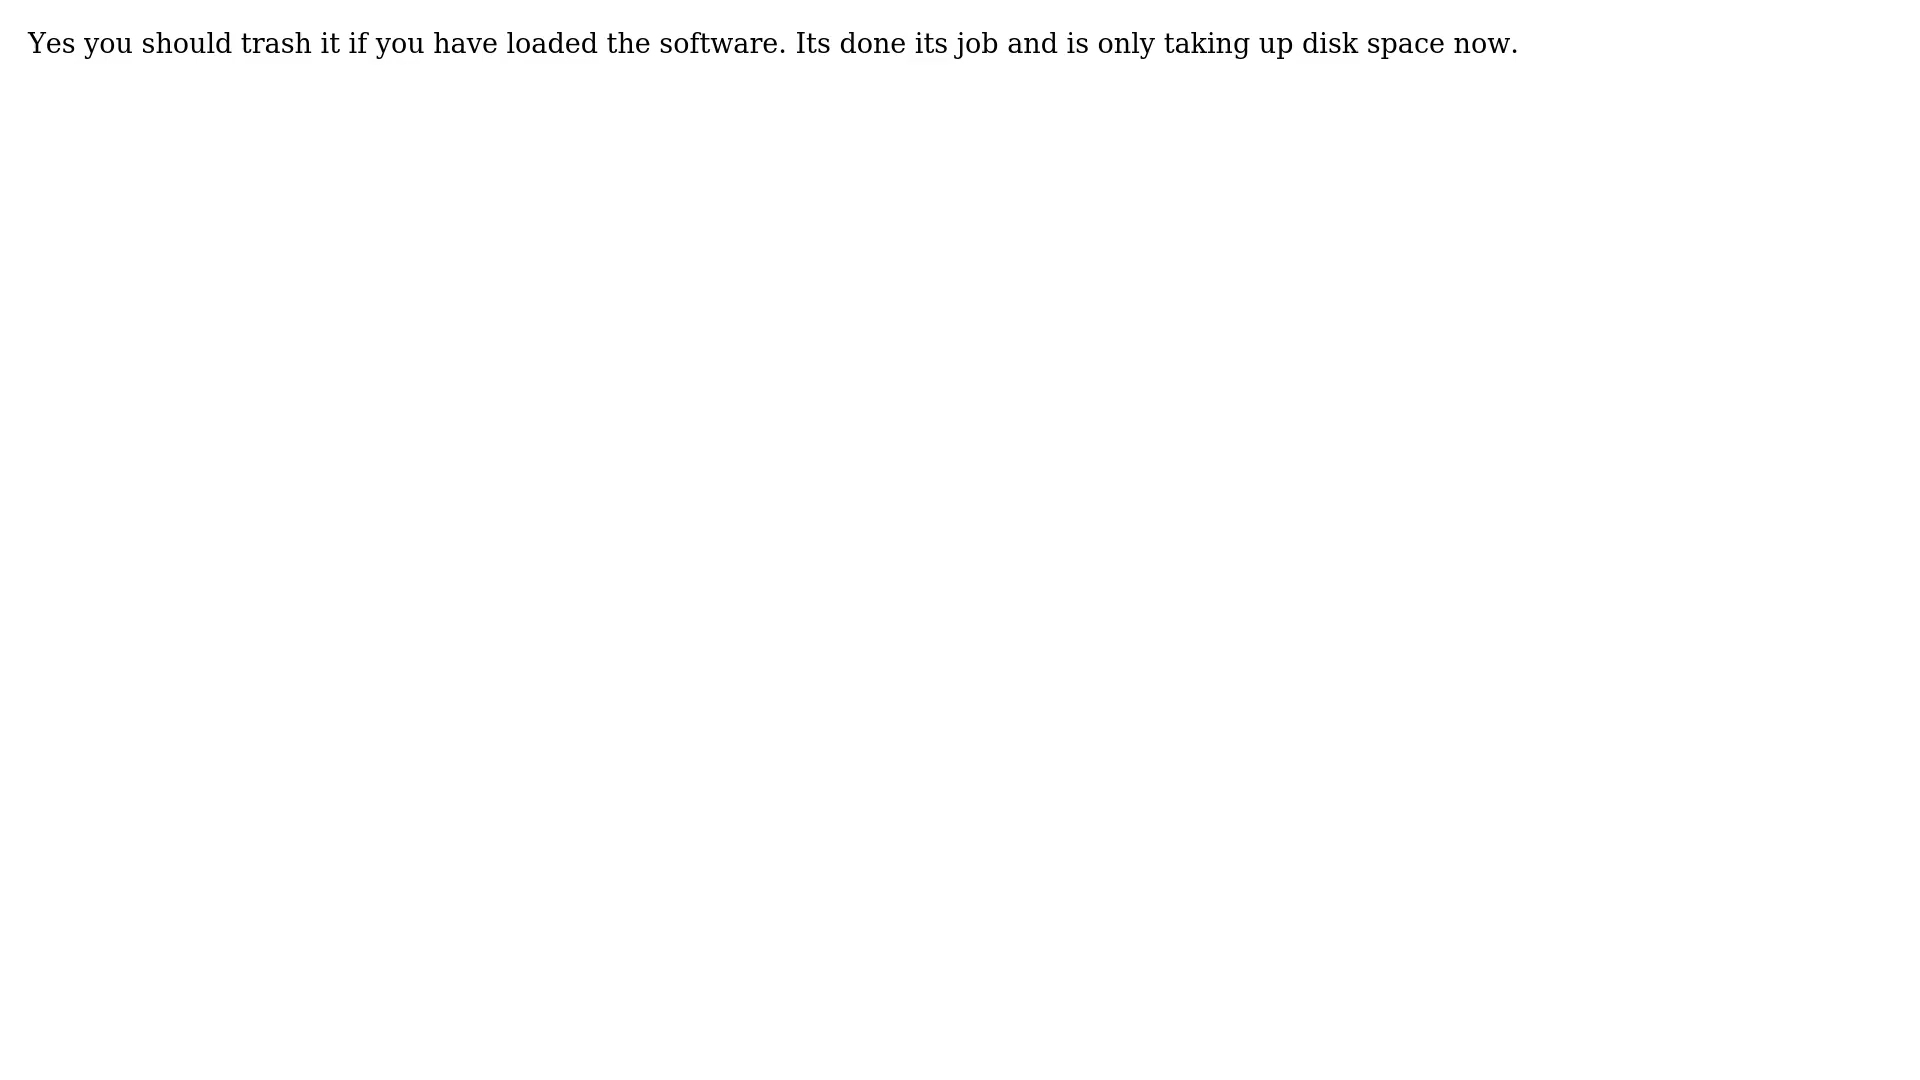 Yes you should trash it if you have loaded the software. Its done its job and is only taking up disk space now.